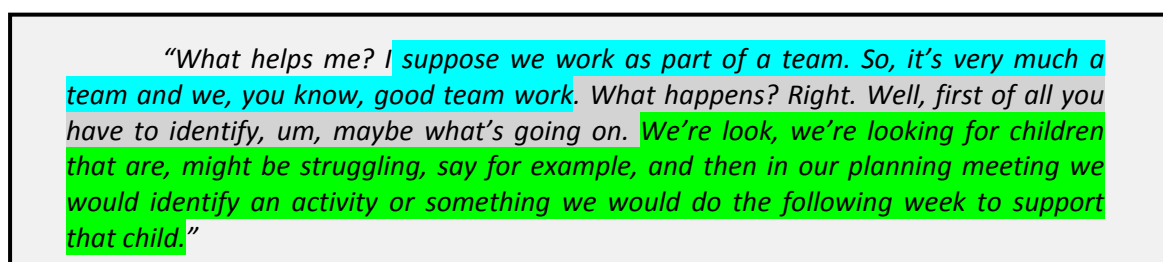 “What helps me? I suppose we work as part of a team. So, it’s very much a
team and we, you know, good team work. What happens? Right. Well, first of all you
have to identify, um, maybe what’s going on. We’re look, we’re looking for children
that are, might be struggling, say for example, and then in our planning meeting we
would identify an activity or something we would do the following week to support
that child.”